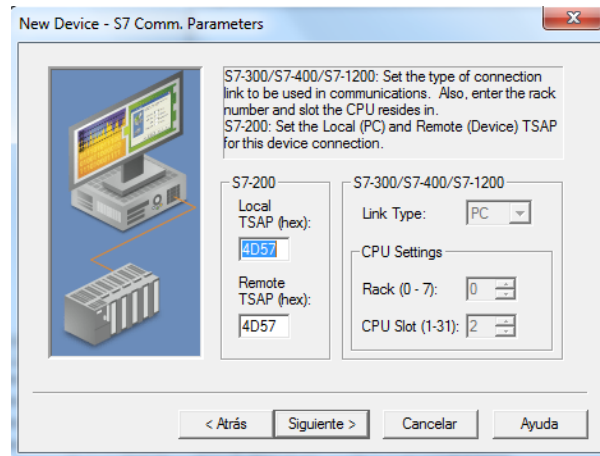 New Device - S7 Comm. Parameters
S7-300/S7-400/S7-1200: Set the type of connection
link to be used in communications. Also, enter the rack
number and slot the CPU resides in.
S7-200: Set the Local (PC) and Remote (Device) TSAP
for this device connection.
S7-200
Local
TSAP (hex):
4D57
Remote
TSAP (hex):
4D57
S7-300/S7-400/S7-1200
Link Type: PC
CPU Settings
Rack (0 - 7): 0
CPU Slot (1-31): 2
< Atrás Siguiente > Cancelar Ayuda